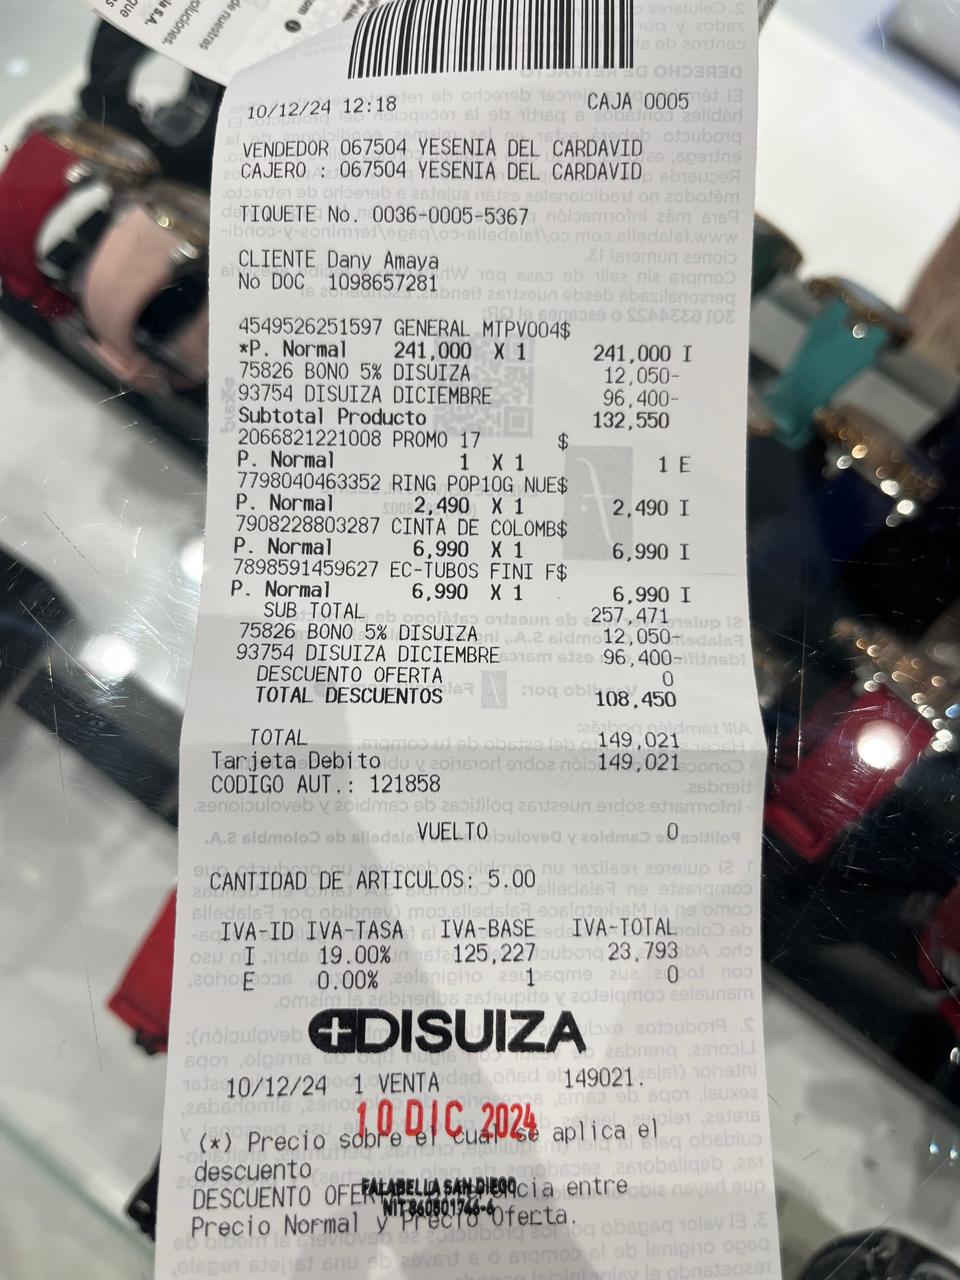 10/12/24 12:18 CAJA 0005
VENDEDOR 067504 YESENIA DEL CARDAVID
CAJERO : 067504 YESENIA DEL CARDAVID
TIQUETE No. 0036-0005-5367
CLIENTE Dany Amaya
No DOC 1098657281
4549526251597 GENERAL MTPV004$
*P. Normal 241,000 X 1 241,000 I
75826 BONO 5% DISUIZA 12,050-
93754 DISUIZA DICIEMBRE 96,400-
Subtotal Producto 132,550
2066821221008 PROMO 17 $
P. Normal 1 X 1 1 E
7798040463352 RING POP10G NUE$
P. Normal 2,490 X 1 2,490 I
7908228803287 CINTA DE COLOMB$
P. Normal 6,990 X 1 6,990 I
7898591459627 EC-TUBOS FINI F$
P. Normal 6,990 X 1 6,990 I
SUB TOTAL 257,471
75826 BONO 5% DISUIZA 12,050-
93754 DISUIZA DICIEMBRE 96,400-
DESCUENTO OFERTA 0
TOTAL DESCUENTOS 108,450
TOTAL 149,021
Tarjeta Debito 149,021
CODIGO AUT.: 121858
VUELTO 0
CANTIDAD DE ARTICULOS: 5.00
IVA-ID IVA-TASA IVA-BASE IVA-TOTAL
I 19.00% 125,227 23,793
E 0.00% 1 0
DISUIZA
10/12/24 1 VENTA 149021.
10 DIC 2024
(*) Precio sobre el cual se aplica el
descuento
FALABELLA SAN DIEGO
DESCUENTO entre
NIT 860801746-6
Precio Normal y Precio Oferta.